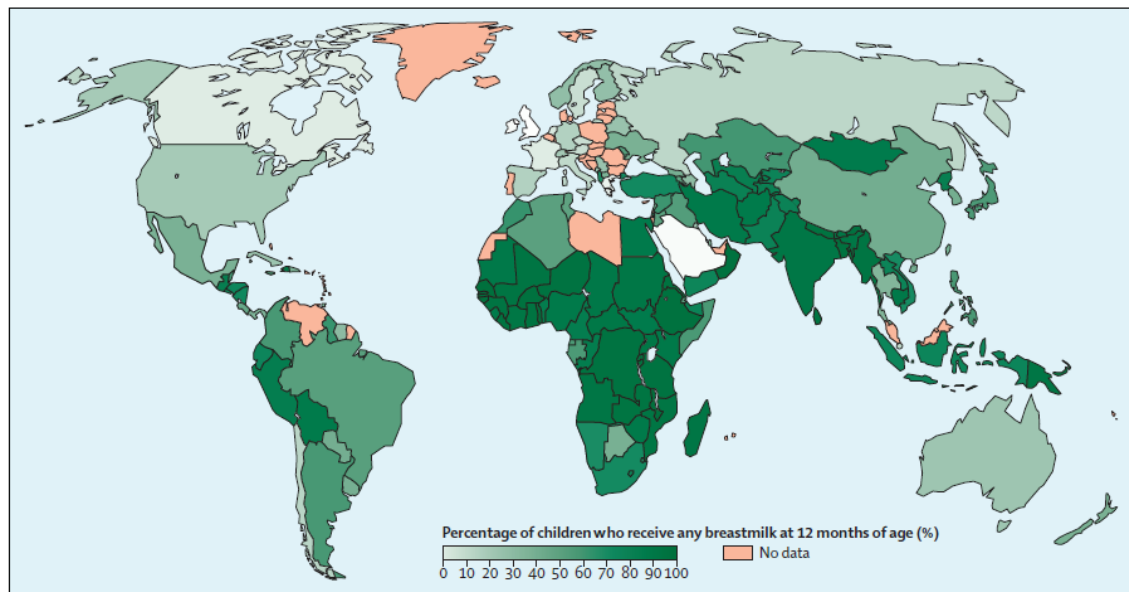 Percentage of children who receive any breastmilk at 12 months of age (%)
No data
0 10 20 30 40 50 60 70 80 90 100